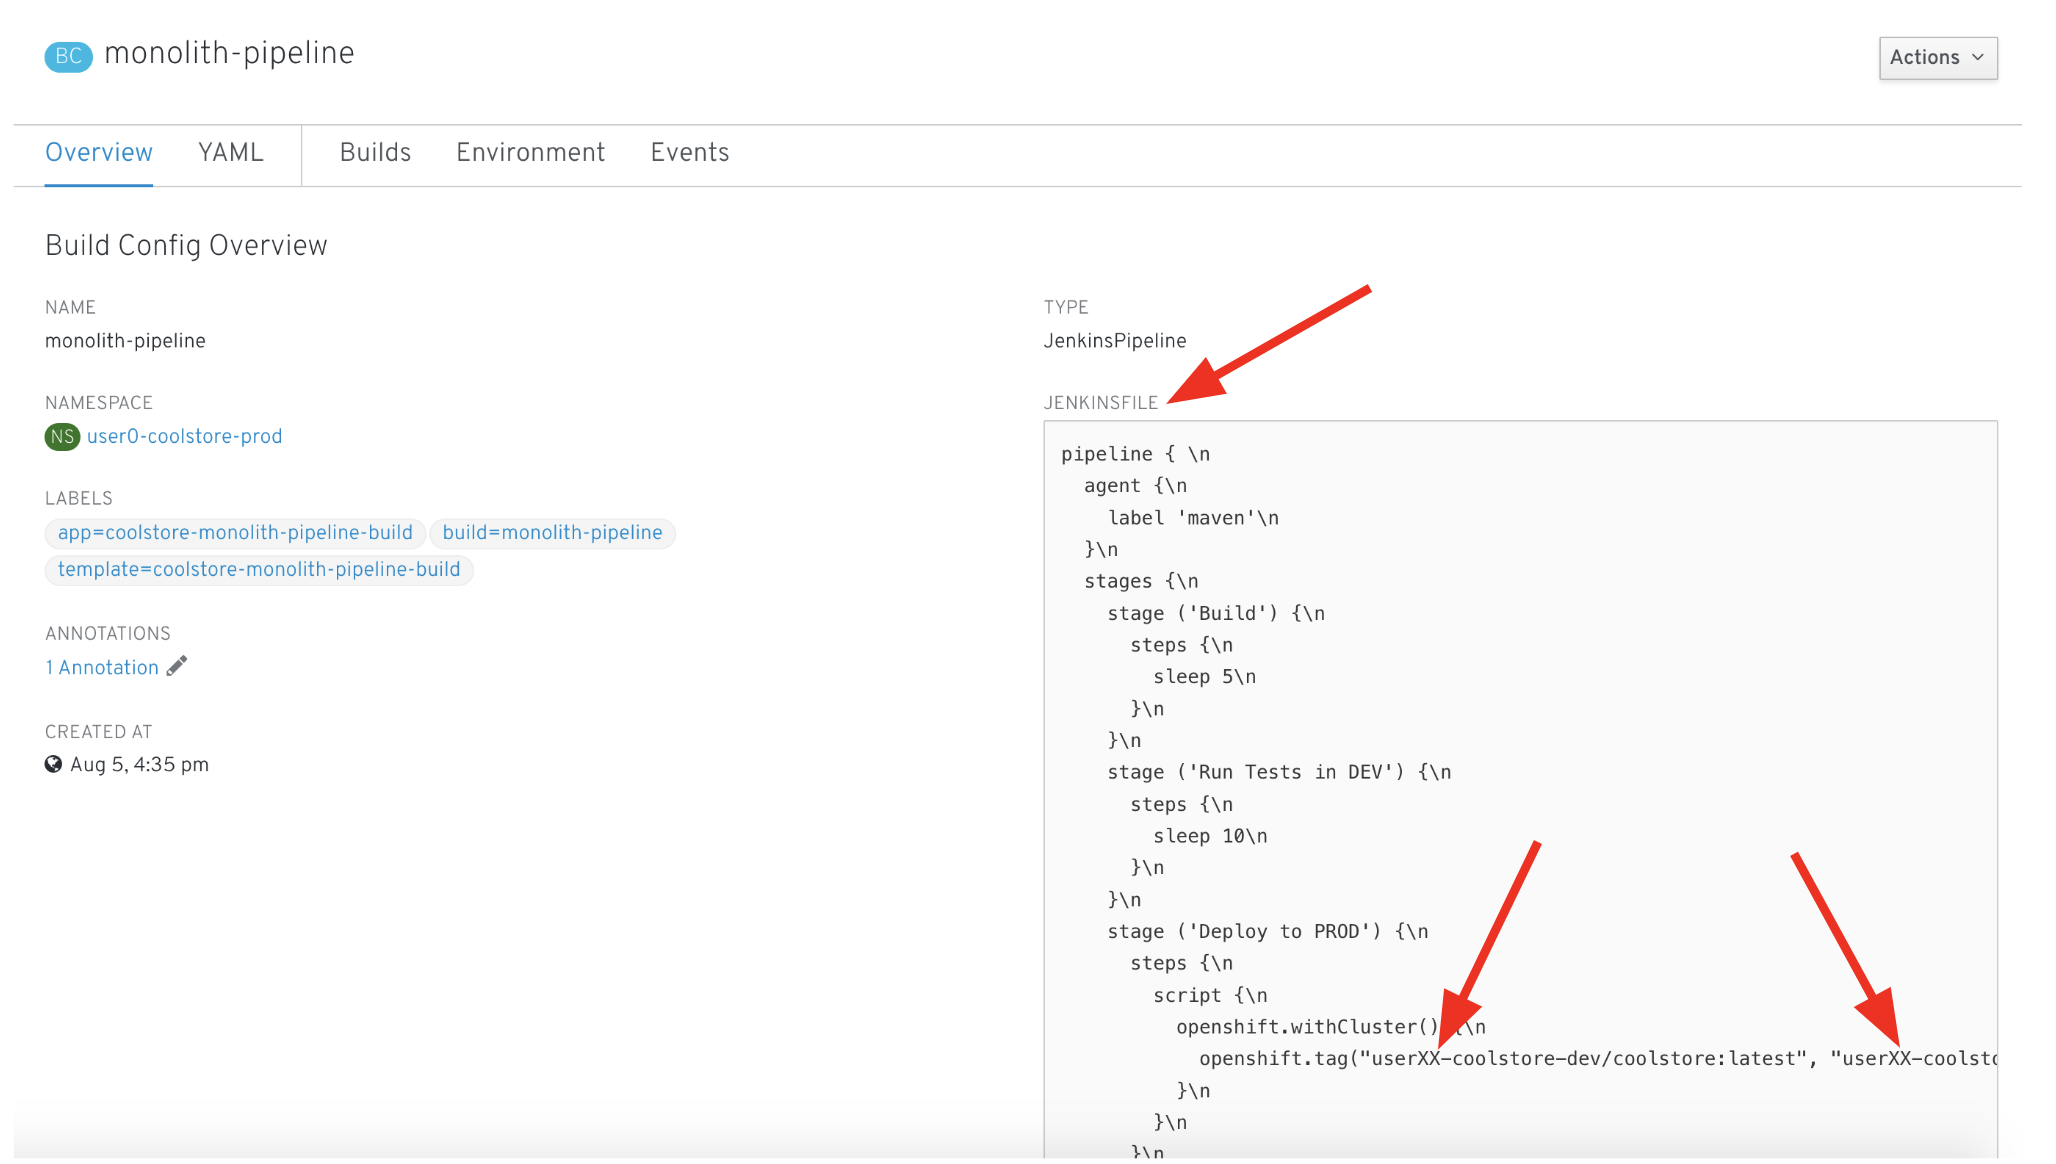 BC monolith-pipeline
Actions
Overview YAML Builds Environment Events
Build Config Overview
NAME
monolith-pipeline
NAMESPACE
NS user0-coolstore-prod
LABELS
app=coolstore-monolith-pipeline-build build=monolith-pipeline
template=coolstore-monolith-pipeline-build
ANNOTATIONS
1 Annotation
CREATED AT
Aug 5, 4:35 pm
TYPE
JenkinsPipeline
JENKINSFILE
pipeline { \n
  agent {\n
    label 'maven'\n
  }\n
  stages {\n
    stage ('Build') {\n
      steps {\n
        sleep 5\n
      }\n
    }\n
    stage ('Run Tests in DEV') {\n
      steps {\n
        sleep 10\n
      }\n
    }\n
    stage ('Deploy to PROD') {\n
      steps {\n
        script {\n
          openshift.withCluster() {\n
            openshift.tag("userXX-coolstore-dev/coolstore:latest", "userXX-coolsto
          }\n
        }\n
      }\n